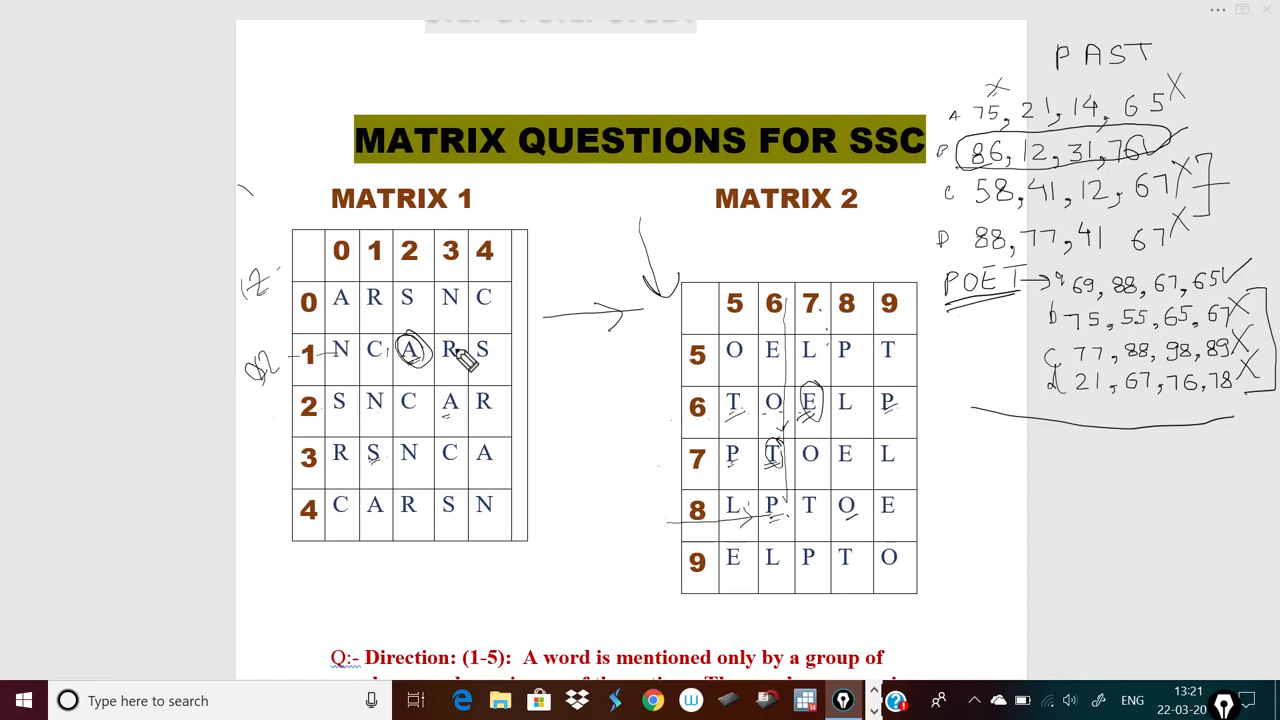 MATRIX QUESTIONS FOR SSC
MATRIX 1
0 1 2 3 4
0 A R S N C
1 N C A R S
2 S N C A R
3 R S N C A
4 C A R S N
MATRIX 2
5 6 7 8 9
5 O E L P T
6 T O E L P
7 P T O E L
8 L P T O E
9 E L P T O
PAST
A 75, 21, 14, 65 X
86, 12, 31, 76
C 58, 41, 12, 67 X
D 88, 77, 41 67 X
POET → a 69, 88, 67, 65 ✓
b 75, 55, 65, 67 X
c, 77, 88, 98, 89 X
d, 21, 67, 76, 78 X
Q:- Direction: (1-5): A word is mentioned only by a group of
Type here to search
ENG
13:21
22-03-20